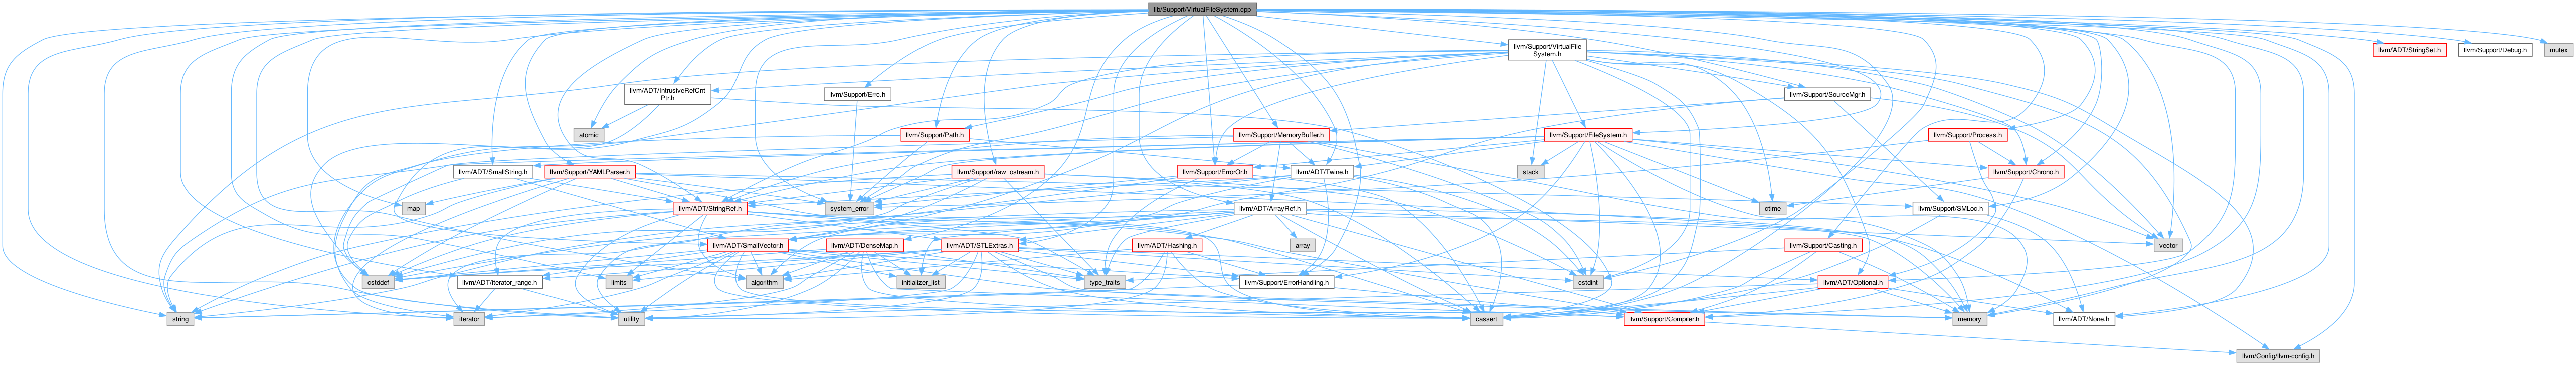 lib/Support/VirtualFileSystem.cpp
llvm/Support/VirtualFile
System.h
llvm/ADT/StringSet.h
llvm/Support/Debug.h
mutex
llvm/ADT/IntrusiveRefCnt
Ptr.h
llvm/Support/Errc.h
llvm/Support/SourceMgr.h
atomic
llvm/Support/Path.h
llvm/Support/MemoryBuffer.h
llvm/Support/FileSystem.h
llvm/Support/Process.h
llvm/ADT/SmallString.h
llvm/Support/YAMLParser.h
llvm/Support/raw_ostream.h
llvm/Support/ErrorOr.h
llvm/ADT/Twine.h
stack
llvm/Support/Chrono.h
map
llvm/ADT/StringRef.h
system_error
llvm/ADT/ArrayRef.h
ctime
llvm/Support/SMLoc.h
llvm/ADT/SmallVector.h
llvm/ADT/DenseMap.h
llvm/ADT/STLExtras.h
llvm/ADT/Hashing.h
array
llvm/Support/Casting.h
vector
cstddef
llvm/ADT/iterator_range.h
limits
algorithm
initializer_list
type_traits
llvm/Support/ErrorHandling.h
cstdint
llvm/ADT/Optional.h
string
iterator
utility
cassert
llvm/Support/Compiler.h
memory
llvm/ADT/None.h
llvm/Config/llvm-config.h